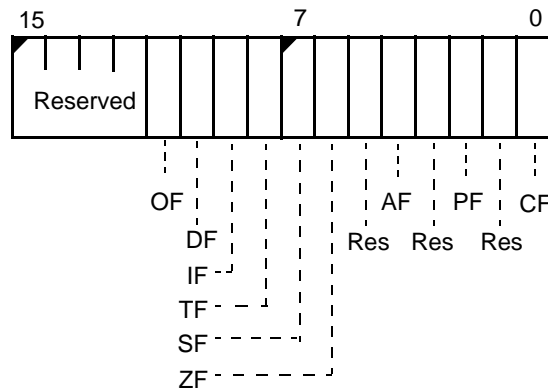 15 7 0
Reserved
OF AF PF CF
DF Res Res Res
IF
TF
SF
ZF